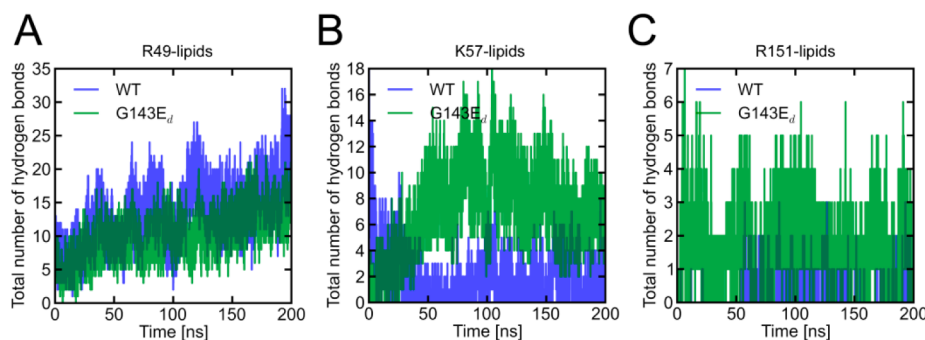 A
R49-lipids
Total number of hydrogen bonds
35
30
25
20
15
10
5
0
WT
G143E_d
0 50 100 150 200
Time [ns]
B
K57-lipids
Total number of hydrogen bonds
18
16
14
12
10
8
6
4
2
0
WT
G143E_d
0 50 100 150 200
Time [ns]
C
R151-lipids
Total number of hydrogen bonds
7
6
5
4
3
2
1
0
WT
G143E_d
0 50 100 150 200
Time [ns]